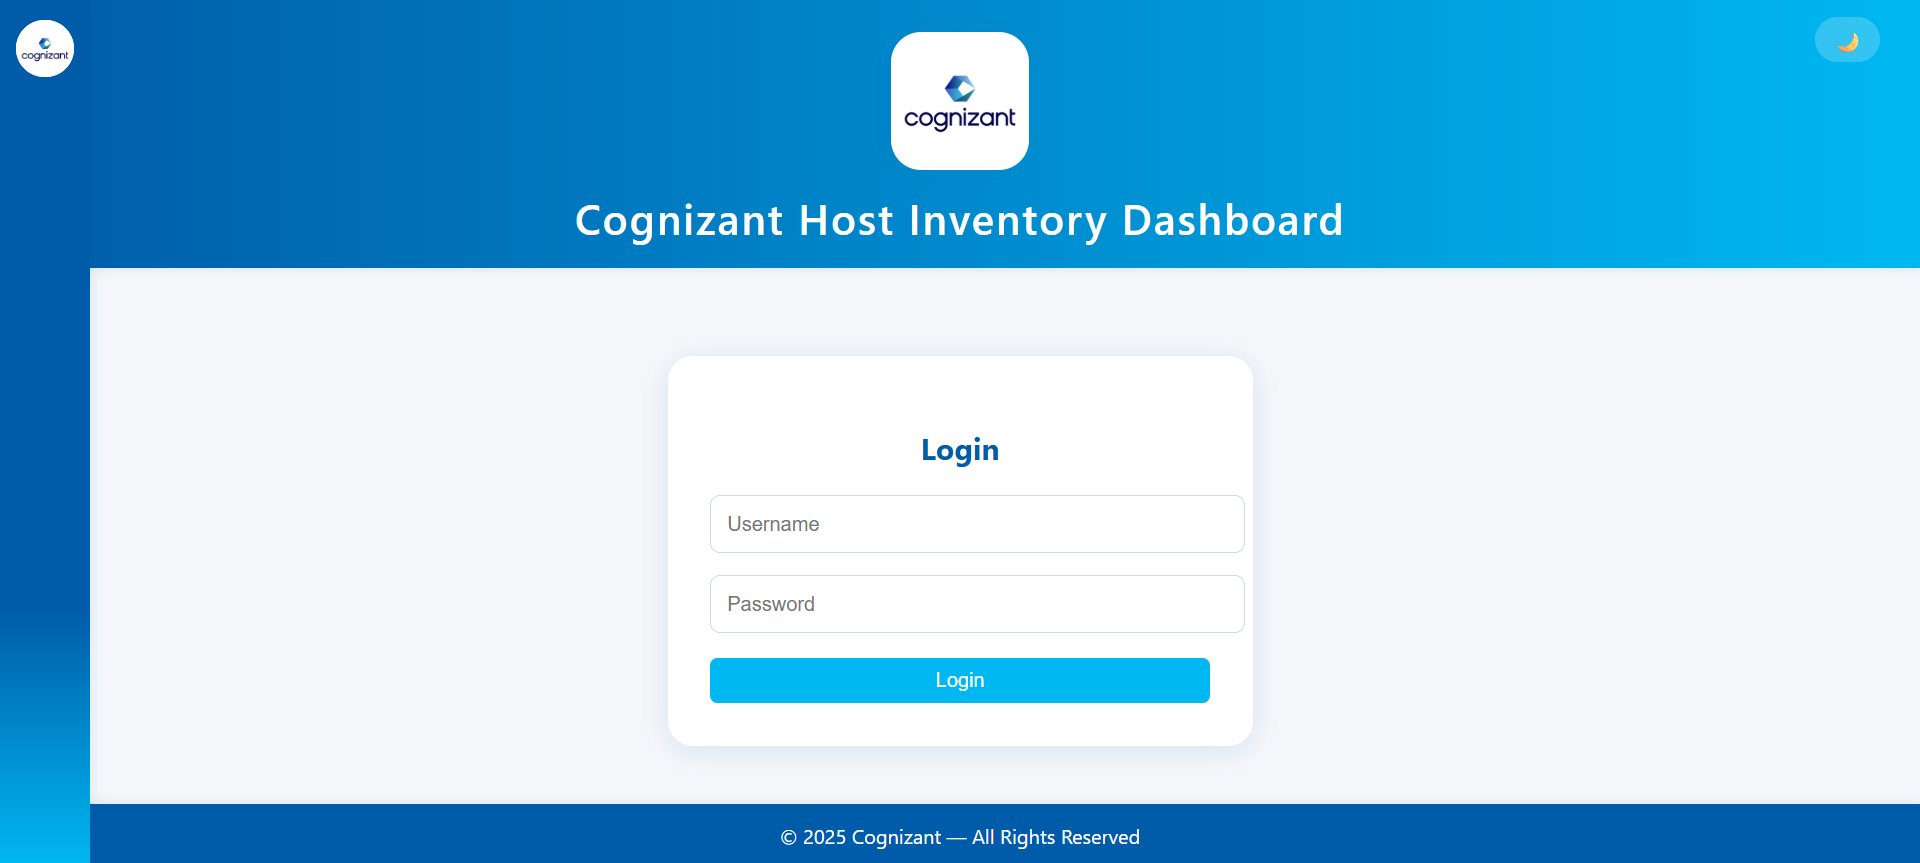 cognizant
cognizant
Cognizant Host Inventory Dashboard
Login
Username
Password
Login
© 2025 Cognizant — All Rights Reserved